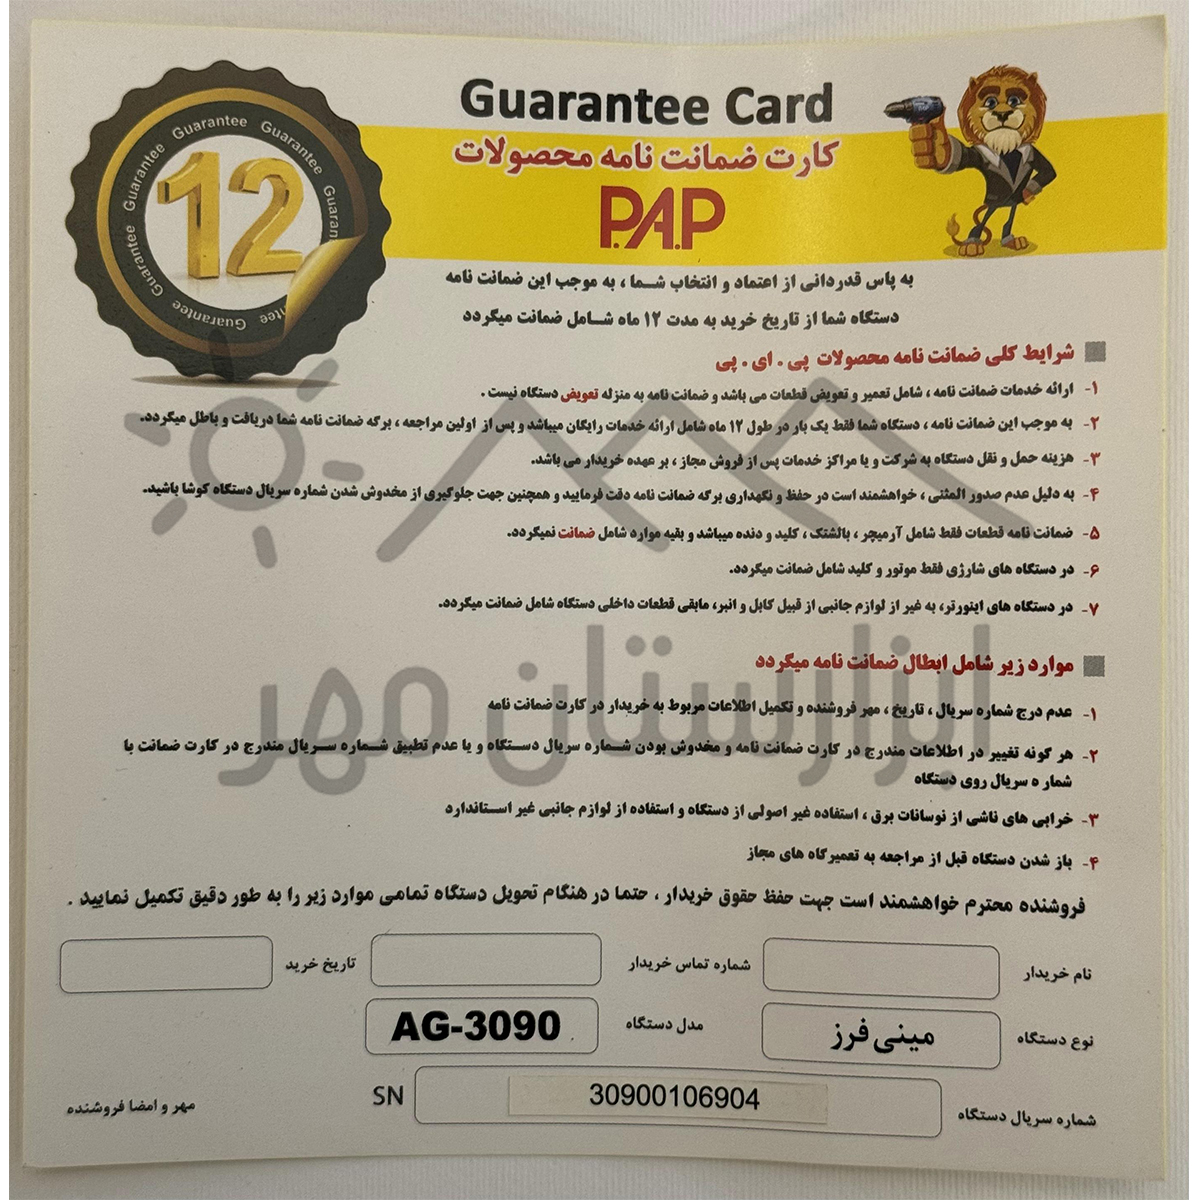 Guarantee Card
کارت ضمانت نامه محصولات
P.A.P
12
Guarantee Guarantee Guarantee Guaran
Guarantee Guarantee Guarantee
به پاس قدردانی از اعتماد و انتخاب شما ، به موجب این ضمانت نامه
دستگاه شما از تاریخ خرید به مدت ۱۲ ماه شامل ضمانت میگردد
شرایط کلی ضمانت نامه محصولات پی . ای . پی
۱- ارائه خدمات ضمانت نامه ، شامل تعمیر و تعویض قطعات می باشد و ضمانت نامه به منزله تعویض دستگاه نیست .
۲- به موجب این ضمانت نامه ، دستگاه شما فقط یک بار در طول ۱۲ ماه شامل ارائه خدمات رایگان میباشد و پس از اولین مراجعه ، برگه ضمانت نامه شما دریافت و باطل میگردد.
۳- هزینه حمل و نقل دستگاه به شرکت و یا مراکز خدمات پس از فروش مجاز ، بر عهده خریدار می باشد.
۴- به دلیل عدم صدور المثنی ، خواهشمند است در حفظ و نگهداری برگه ضمانت نامه دقت فرمایید و همچنین جهت جلوگیری از مخدوش شدن شماره سریال دستگاه کوشا باشید.
۵- ضمانت نامه قطعات فقط شامل آرمیچر ، بالشتک ، کلید و دنده میباشد و بقیه موارد شامل ضمانت نمیگردد.
۶- در دستگاه های شارژی فقط موتور و کلید شامل ضمانت میگردد.
۷- در دستگاه های اینورتر، به غیر از لوازم جانبی از قبیل کابل و انبر، مابقی قطعات داخلی دستگاه شامل ضمانت میگردد.
ابزارستان مهر
موارد زیر شامل ابطال ضمانت نامه میگردد
۱- عدم درج شماره سریال ، تاریخ ، مهر فروشنده و تکمیل اطلاعات مربوط به خریدار در کارت ضمانت نامه
۲- هر گونه تغییر در اطلاعات مندرج در کارت ضمانت نامه و مخدوش بودن شماره سریال دستگاه و یا عدم تطبیق شماره سریال مندرج در کارت ضمانت با
شمار ه سریال روی دستگاه
۳- خرابی های ناشی از نوسانات برق ، استفاده غیر اصولی از دستگاه و استفاده از لوازم جانبی غیر استاندارد
۴- باز شدن دستگاه قبل از مراجعه به تعمیرگاه های مجاز
فروشنده محترم خواهشمند است جهت حفظ حقوق خریدار ، حتما در هنگام تحویل دستگاه تمامی موارد زیر را به طور دقیق تکمیل نمایید .
نام خریدار شماره تماس خریدار تاریخ خرید
نوع دستگاه مینی فرز مدل دستگاه AG-3090
شماره سریال دستگاه 30900106904 SN مهر و امضا فروشنده